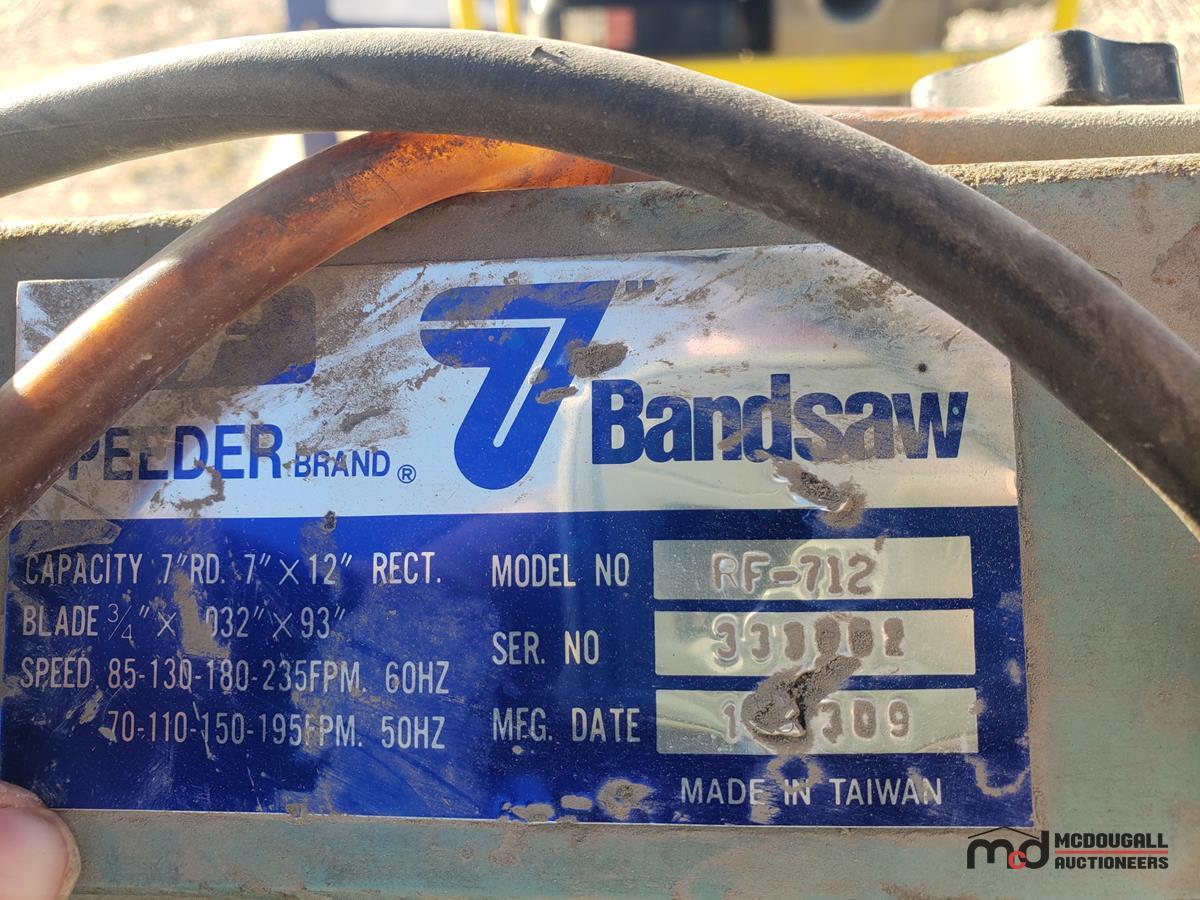 PEEDER BRAND ®
7" Bandsaw
CAPACITY 7"RD. 7" X 12" RECT.
BLADE 3/4" X .032" X 93"
SPEED 85-130-180-235FPM. 60HZ
70-110-150-195FPM. 50HZ
MODEL NO RF-712
SER. NO
MFG. DATE
MADE IN TAIWAN
mcd MCDOUGALL
AUCTIONEERS